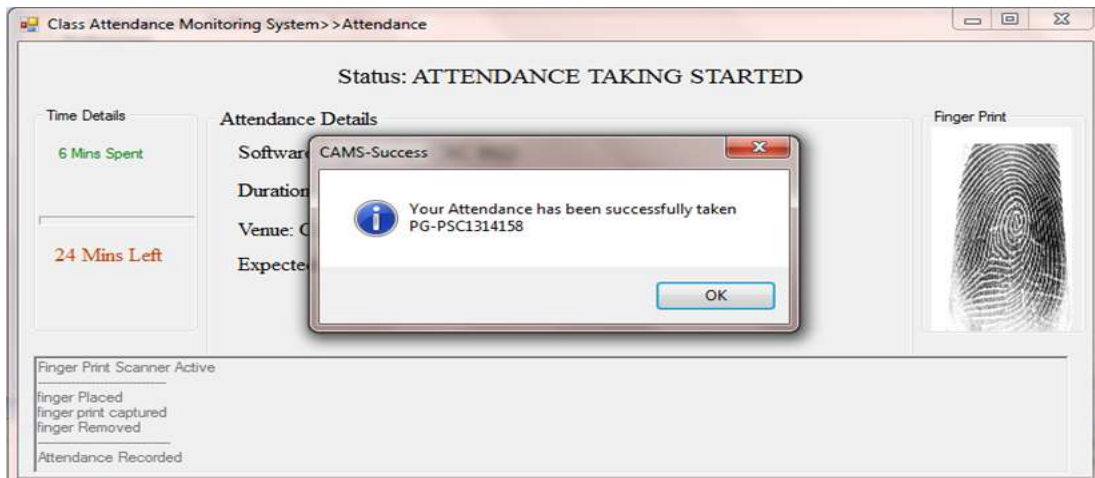 Class Attendance Monitoring System>>Attendance
Status: ATTENDANCE TAKING STARTED
Time Details
6 Mins Spent
24 Mins Left
Attendance Details
Software
Duration
Venue:
Expected
CAMS-Success
Your Attendance has been successfully taken
PG-PSC1314158
OK
Finger Print
Finger Print Scanner Active
finger Placed
finger print captured
finger Removed
Attendance Recorded